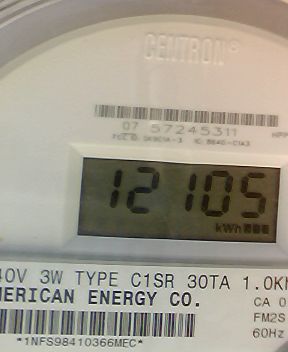 CENTRON®
07 57245311
12105
kWh
40V 3W TYPE C1SR 30TA 1.0K
MERICAN ENERGY CO.
CA 0
FM2S
60Hz
*1NFS98410366MEC*